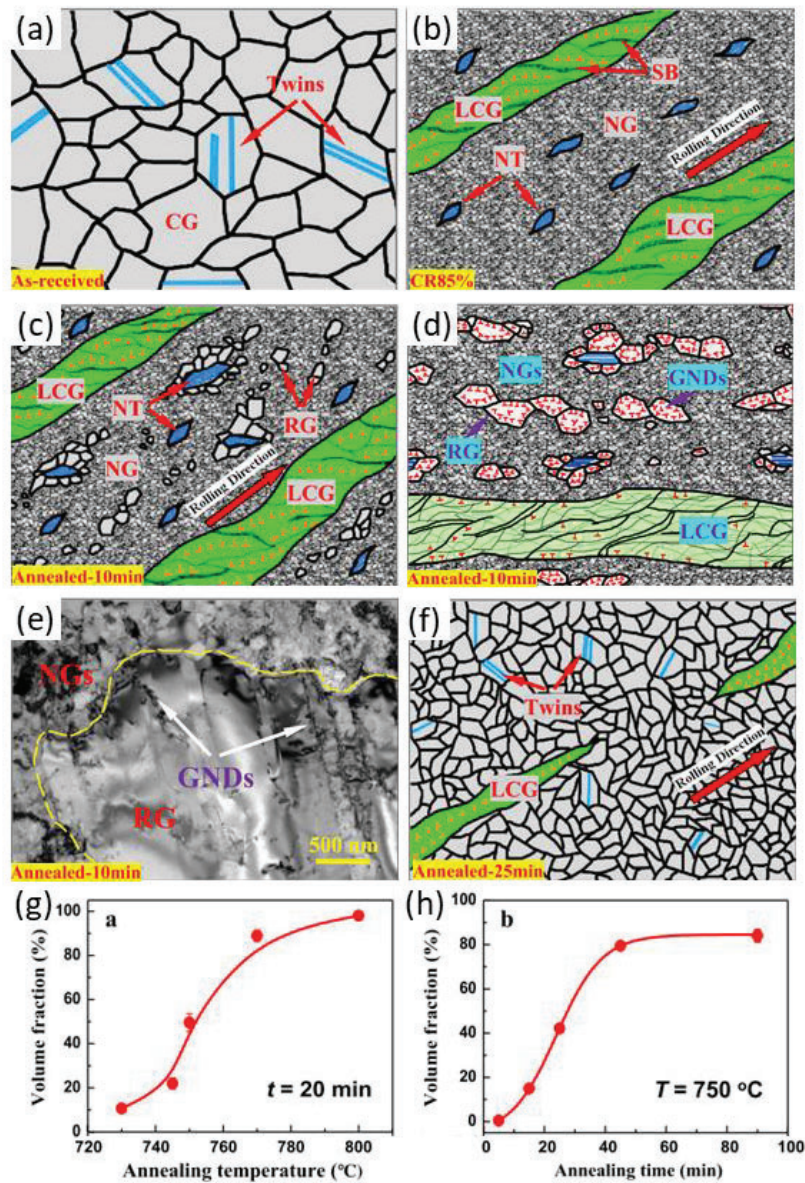 (a)
Twins
CG
As-received
(b)
SB
LCG
NG
Rolling Direction
NT
LCG
CR85%
(c)
LCG
NT
RG
NG
Rolling Direction
LCG
Annealed-10min
(d)
NGs
GNDs
RG
LCG
Annealed-10min
(e)
NGs
GNDs
RG
500 nm
Annealed-10min
(f)
Twins
Rolling Direction
LCG
Annealed-25min
(g)
a
Volume fraction (%)
100
80
60
40
20
0
t = 20 min
720 740 760 780 800
Annealing temperature (°C)
(h)
b
Volume fraction (%)
100
80
60
40
20
0
T = 750 °C
0 20 40 60 80 100
Annealing time (min)